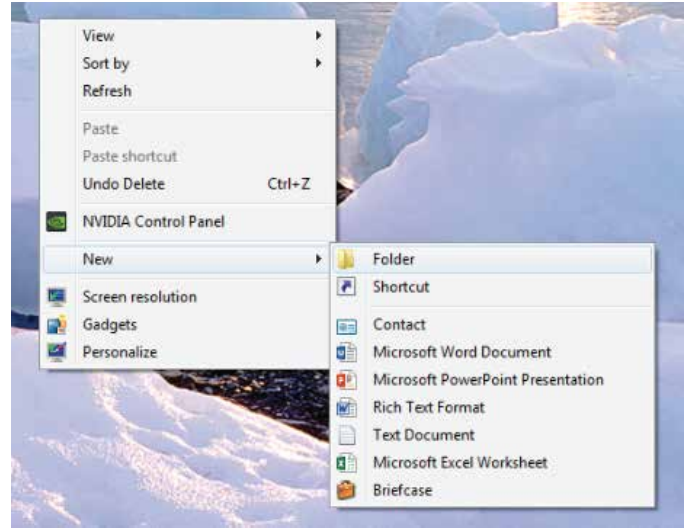 View
Sort by
Refresh
Paste
Paste shortcut
Undo Delete Ctrl+Z
NVIDIA Control Panel
New
Screen resolution
Gadgets
Personalize
Folder
Shortcut
Contact
Microsoft Word Document
Microsoft PowerPoint Presentation
Rich Text Format
Text Document
Microsoft Excel Worksheet
Briefcase